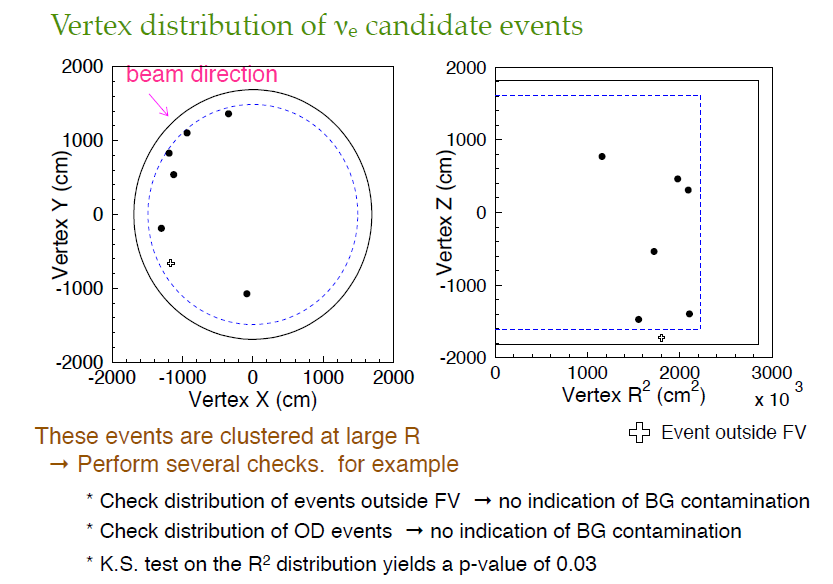 Vertex distribution of νe candidate events
beam direction
2000
1000
0
-1000
-2000
Vertex Y (cm)
-2000 -1000 0 1000 2000
Vertex X (cm)
2000
1000
0
-1000
-2000
Vertex Z (cm)
0 1000 2000 3000
Vertex R² (cm²)
x 10 ³
Event outside FV
These events are clustered at large R
→ Perform several checks. for example
* Check distribution of events outside FV → no indication of BG contamination
* Check distribution of OD events → no indication of BG contamination
* K.S. test on the R² distribution yields a p-value of 0.03